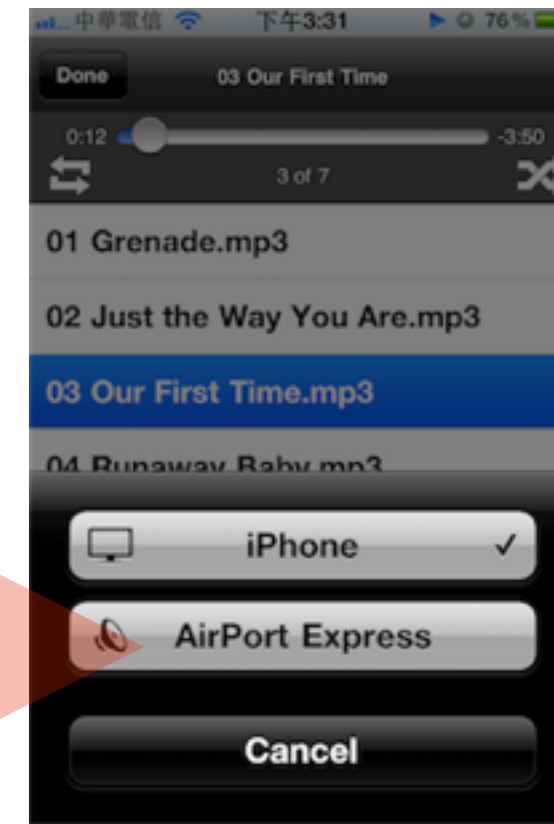 中華電信 下午3:31 76%
Done 03 Our First Time
0:12 -3:50
3 of 7
01 Grenade.mp3
02 Just the Way You Are.mp3
03 Our First Time.mp3
04 Runaway Baby.mp3
iPhone ✓
AirPort Express
Cancel